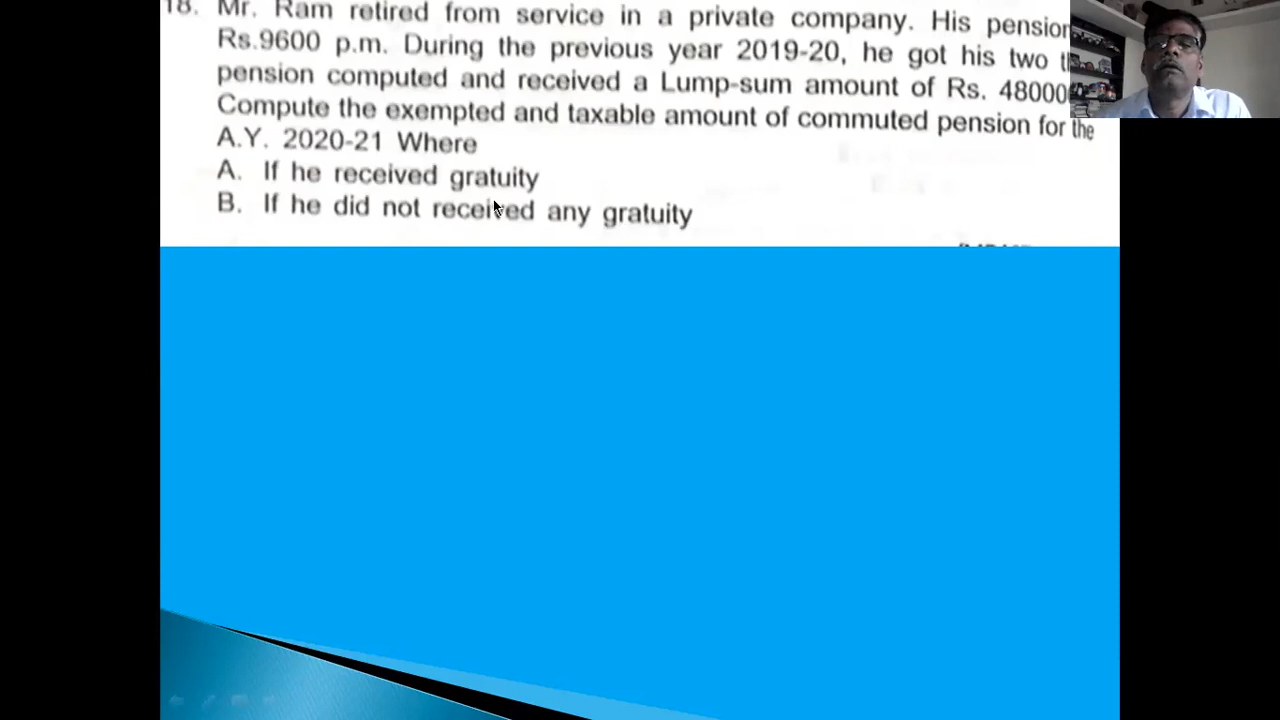 18. Mr. Ram retired from service in a private company. His pension
Rs.9600 p.m. During the previous year 2019-20, he got his two
pension computed and received a Lump-sum amount of Rs. 48000
Compute the exempted and taxable amount of commuted pension for the
A.Y. 2020-21 Where
A. If he received gratuity
B. If he did not received any gratuity